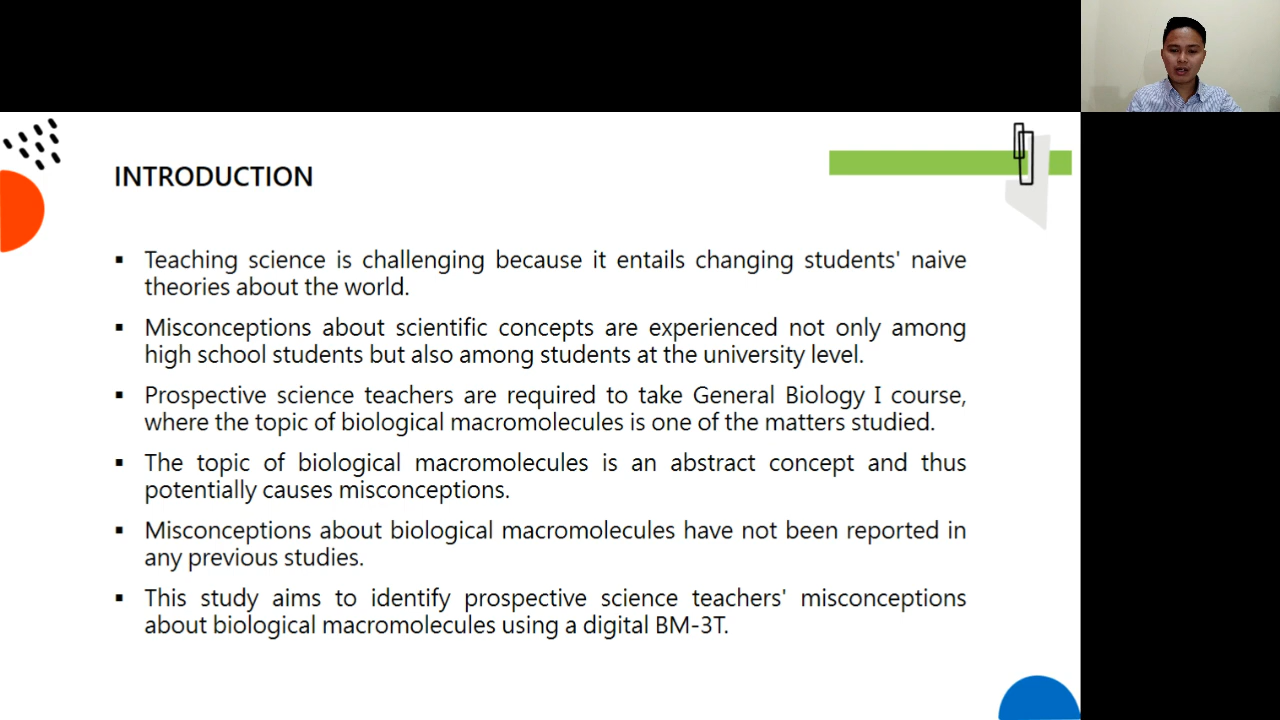 INTRODUCTION
▪ Teaching science is challenging because it entails changing students' naive
theories about the world.
▪ Misconceptions about scientific concepts are experienced not only among
high school students but also among students at the university level.
▪ Prospective science teachers are required to take General Biology I course,
where the topic of biological macromolecules is one of the matters studied.
▪ The topic of biological macromolecules is an abstract concept and thus
potentially causes misconceptions.
▪ Misconceptions about biological macromolecules have not been reported in
any previous studies.
▪ This study aims to identify prospective science teachers' misconceptions
about biological macromolecules using a digital BM-3T.